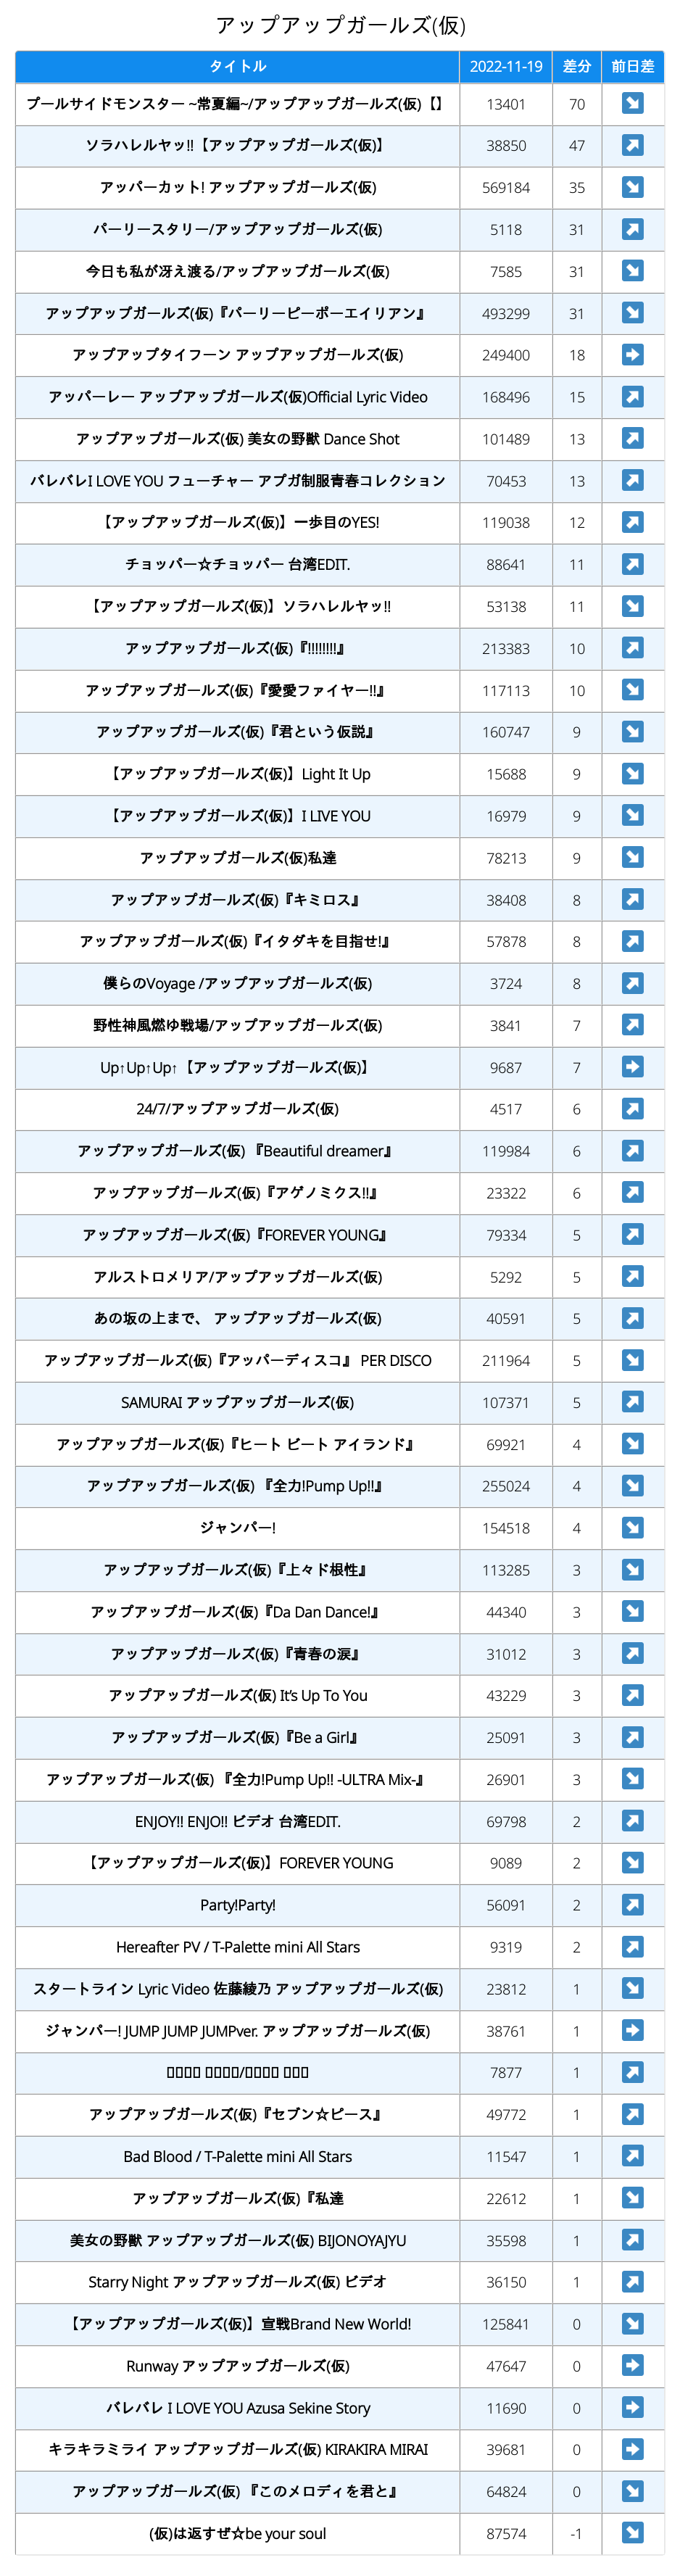 アップアップガールズ(仮)
タイトル 2022-11-19 差分 前日差
プールサイドモンスター ~常夏編~/アップアップガールズ(仮)【】 13401 70 ↘
ソラハレルヤッ!!【アップアップガールズ(仮)】 38850 47 ↗
アッパーカット! アップアップガールズ(仮) 569184 35 ↘
パーリースタリー/アップアップガールズ(仮) 5118 31 ↗
今日も私が冴え渡る/アップアップガールズ(仮) 7585 31 ↘
アップアップガールズ(仮)『パーリーピーポーエイリアン』 493299 31 ↘
アップアップタイフーン アップアップガールズ(仮) 249400 18 ➡
アッパーレー アップアップガールズ(仮)Official Lyric Video 168496 15 ↗
アップアップガールズ(仮) 美女の野獣 Dance Shot 101489 13 ↗
バレバレI LOVE YOU フューチャー アプガ制服青春コレクション 70453 13 ↗
【アップアップガールズ(仮)】一歩目のYES! 119038 12 ↗
チョッパー☆チョッパー 台湾EDIT. 88641 11 ↗
【アップアップガールズ(仮)】ソラハレルヤッ!! 53138 11 ↘
アップアップガールズ(仮)『!!!!!!!!』 213383 10 ↗
アップアップガールズ(仮)『愛愛ファイヤー!!』 117113 10 ↘
アップアップガールズ(仮)『君という仮説』 160747 9 ↘
【アップアップガールズ(仮)】Light It Up 15688 9 ↘
【アップアップガールズ(仮)】I LIVE YOU 16979 9 ↘
アップアップガールズ(仮)私達 78213 9 ↘
アップアップガールズ(仮)『キミロス』 38408 8 ↗
アップアップガールズ(仮)『イタダキを目指せ!』 57878 8 ↗
僕らのVoyage /アップアップガールズ(仮) 3724 8 ↗
野性神風燃ゆ戦場/アップアップガールズ(仮) 3841 7 ↗
Up↑Up↑Up↑【アップアップガールズ(仮)】 9687 7 ➡
24/7/アップアップガールズ(仮) 4517 6 ↗
アップアップガールズ(仮) 『Beautiful dreamer』 119984 6 ↗
アップアップガールズ(仮)『アゲノミクス!!』 23322 6 ↗
アップアップガールズ(仮)『FOREVER YOUNG』 79334 5 ↗
アルストロメリア/アップアップガールズ(仮) 5292 5 ↗
あの坂の上まで、 アップアップガールズ(仮) 40591 5 ↗
アップアップガールズ(仮)『アッパーディスコ』 PER DISCO 211964 5 ↘
SAMURAI アップアップガールズ(仮) 107371 5 ↗
アップアップガールズ(仮)『ヒート ビート アイランド』 69921 4 ↘
アップアップガールズ(仮) 『全力!Pump Up!!』 255024 4 ↘
ジャンパー! 154518 4 ↘
アップアップガールズ(仮)『上々ド根性』 113285 3 ↘
アップアップガールズ(仮)『Da Dan Dance!』 44340 3 ↘
アップアップガールズ(仮)『青春の涙』 31012 3 ↗
アップアップガールズ(仮) It's Up To You 43229 3 ↗
アップアップガールズ(仮)『Be a Girl』 25091 3 ↗
アップアップガールズ(仮) 『全力!Pump Up!! -ULTRA Mix-』 26901 3 ↘
ENJOY!! ENJO!! ビデオ 台湾EDIT. 69798 2 ↗
【アップアップガールズ(仮)】FOREVER YOUNG 9089 2 ↘
Party!Party! 56091 2 ↗
Hereafter PV / T-Palette mini All Stars 9319 2 ↗
スタートライン Lyric Video 佐藤綾乃 アップアップガールズ(仮) 23812 1 ↘
ジャンパー! JUMP JUMP JUMPver. アップアップガールズ(仮) 38761 1 ➡
▯▯▯▯ ▯▯▯▯/▯▯▯▯ ▯▯▯ 7877 1 ↗
アップアップガールズ(仮)『セブン☆ピース』 49772 1 ↗
Bad Blood / T-Palette mini All Stars 11547 1 ↗
アップアップガールズ(仮)『私達 22612 1 ↘
美女の野獣 アップアップガールズ(仮) BIJONOYAJYU 35598 1 ↗
Starry Night アップアップガールズ(仮) ビデオ 36150 1 ↗
【アップアップガールズ(仮)】宣戦Brand New World! 125841 0 ↘
Runway アップアップガールズ(仮) 47647 0 ➡
バレバレ I LOVE YOU Azusa Sekine Story 11690 0 ➡
キラキラミライ アップアップガールズ(仮) KIRAKIRA MIRAI 39681 0 ➡
アップアップガールズ(仮) 『このメロディを君と』 64824 0 ↘
(仮)は返すぜ☆be your soul 87574 -1 ↘